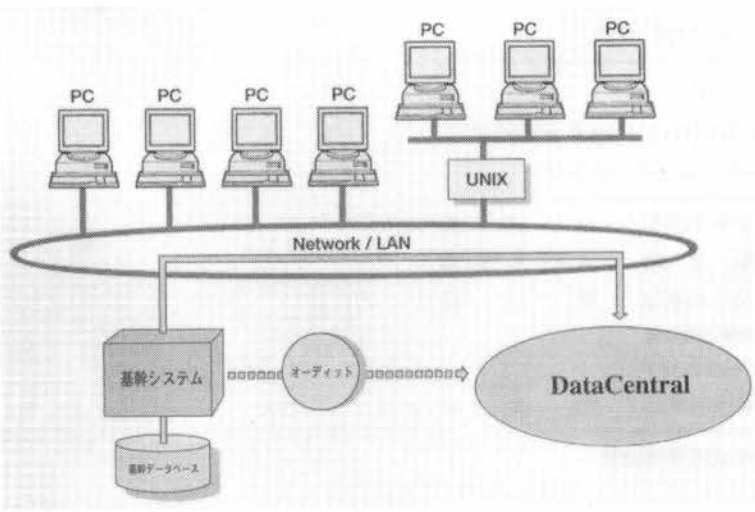 PC PC PC
PC PC PC PC
UNIX
Network / LAN
基幹システム
オーディット
DataCentral
基幹データベース